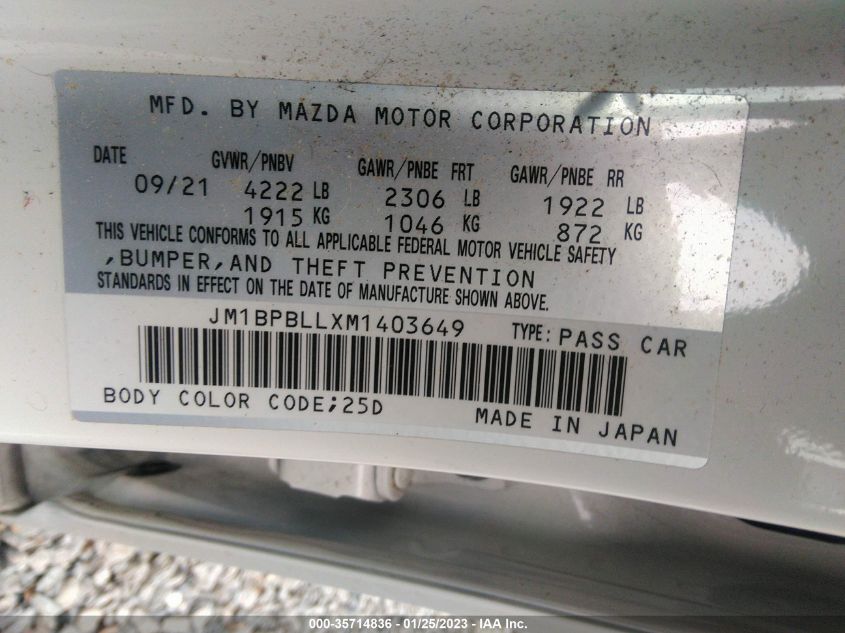 MFD. BY MAZDA MOTOR CORPORATION
DATE GVWR/PNBV GAWR/PNBE FRT GAWR/PNBE RR
09/21 4222 LB 2306 LB 1922 LB
1915 KG 1046 KG 872 KG
THIS VEHICLE CONFORMS TO ALL APPLICABLE FEDERAL MOTOR VEHICLE SAFETY
,BUMPER,AND THEFT PREVENTION
STANDARDS IN EFFECT ON THE DATE OF MANUFACTURE SHOWN ABOVE.
JM1BPBLLXM1403649 TYPE: PASS CAR
BODY COLOR CODE;25D MADE IN JAPAN
000-35714836 - 01/25/2023 - IAA Inc.